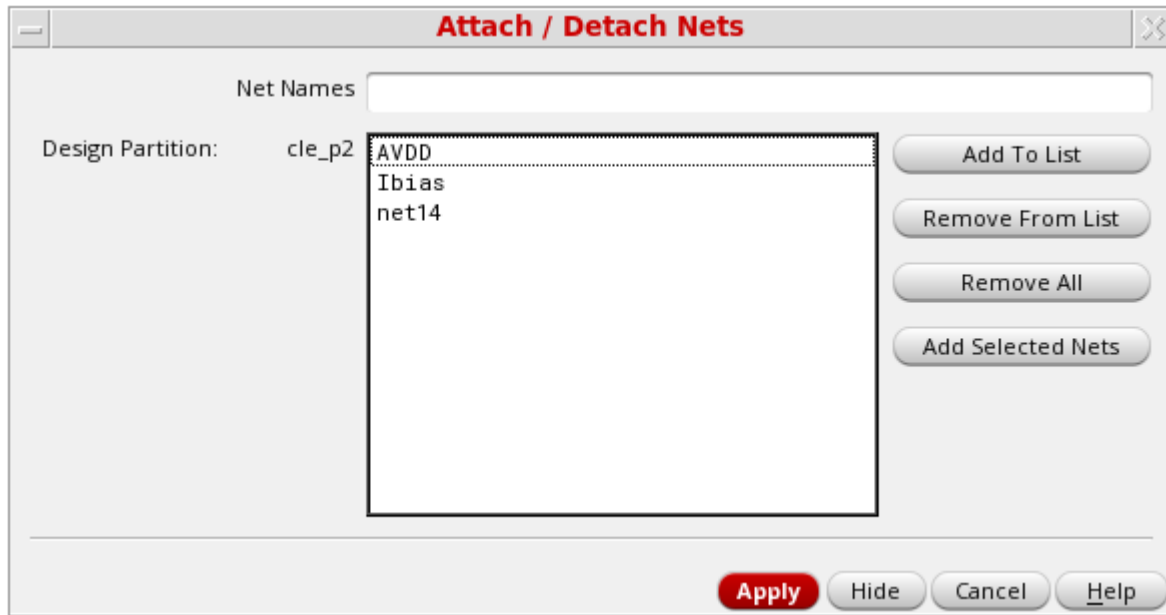 Attach / Detach Nets
Net Names
Design Partition: cle_p2
AVDD
Ibias
net14
Add To List
Remove From List
Remove All
Add Selected Nets
Apply Hide Cancel Help